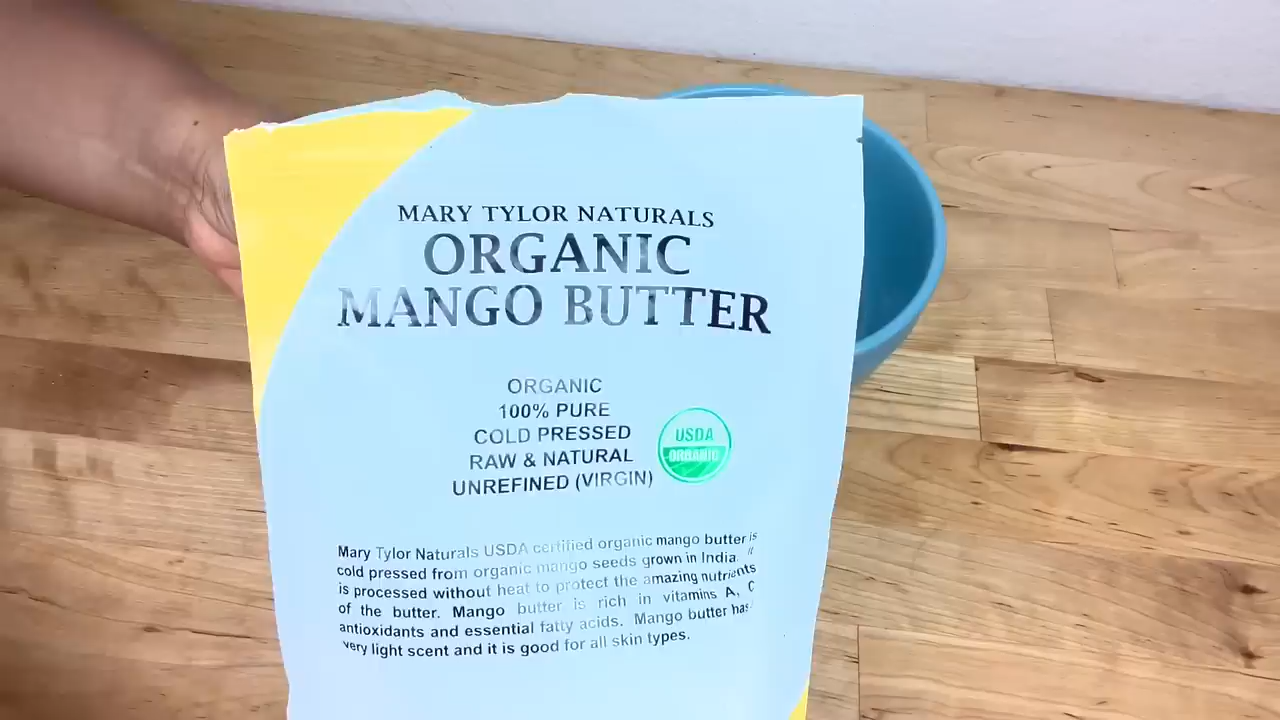 MARY TYLOR NATURALS
ORGANIC
MANGO BUTTER
ORGANIC
100% PURE
COLD PRESSED
RAW & NATURAL
UNREFINED (VIRGIN)
USDA
ORGANIC
Mary Tylor Naturals USDA certified organic mango butter is
cold pressed from organic mango seeds grown in India. It
is processed without heat to protect the amazing nutrients
of the butter. Mango butter is rich in vitamins A, C
antioxidants and essential fatty acids. Mango butter has
very light scent and it is good for all skin types.